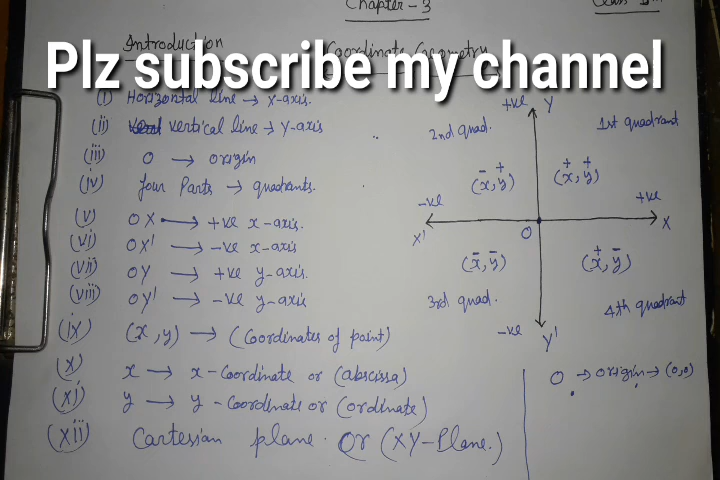 Chapter - 3
Introduction
Coordinate Geometry
Plz subscribe my channel
(i) Horizontal line → x-axis.
(ii) vertical line → y-axis
(iii) O → origin
(iv) four Parts → quadrants.
(v) OX → +ve x-axis.
(vi) OX' → -ve x-axis
(vii) OY → +ve y-axis.
(viii) OY' → -ve y-axis
(ix) (x, y) → (Coordinates of point)
(x) x → x-Coordinate or (abscissa)
(xi) y → y-Coordinate or (ordinate)
(xii) Cartesian plane. Or (XY-Plane.)
+ve Y
2nd quad.
1st quadrant
(x̄, y⁺)
(x⁺, y⁺)
-ve
+ve
X'
O
X
(x̄, ȳ)
(x⁺, ȳ)
3rd quad.
4th quadrant
-ve
Y'
O → origin → (0,0)